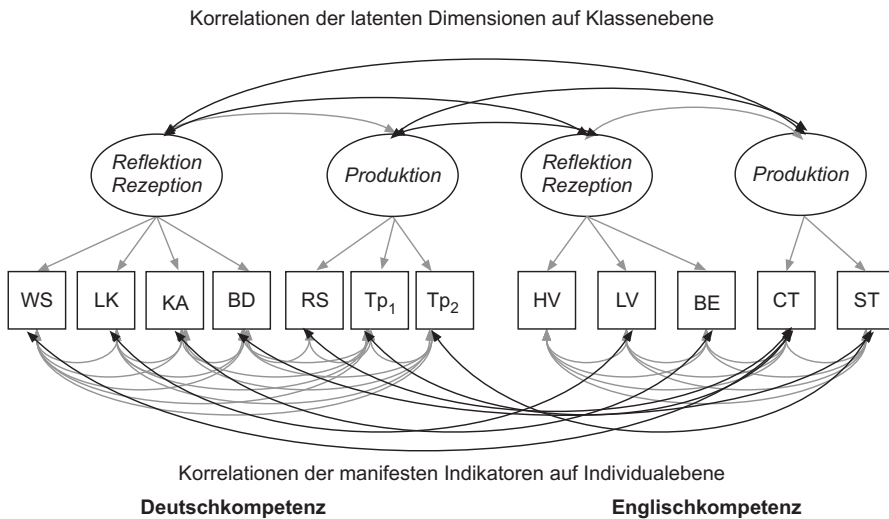 Korrelationen der latenten Dimensionen auf Klassenebene
Reflektion
Rezeption
Produktion
Reflektion
Rezeption
Produktion
WS LK KA BD RS Tp₁ Tp₂ HV LV BE CT ST
Korrelationen der manifesten Indikatoren auf Individualebene
Deutschkompetenz Englischkompetenz